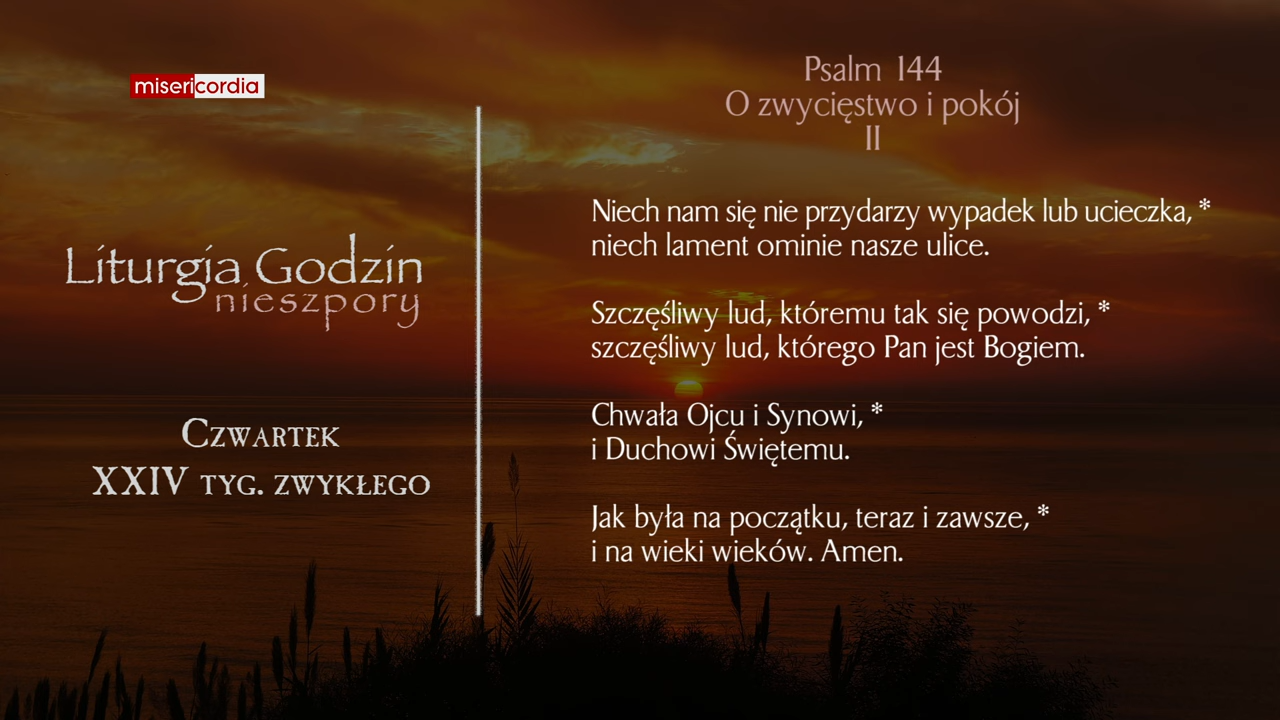 misericordia
Liturgia Godzin
nieszpory
Czwartek
XXIV tyg. zwykłego
Psalm 144
O zwycięstwo i pokój
II
Niech nam się nie przydarzy wypadek lub ucieczka, *
niech lament ominie nasze ulice.
Szczęśliwy lud, któremu tak się powodzi, *
szczęśliwy lud, którego Pan jest Bogiem.
Chwała Ojcu i Synowi, *
i Duchowi Świętemu.
Jak była na początku, teraz i zawsze, *
i na wieki wieków. Amen.